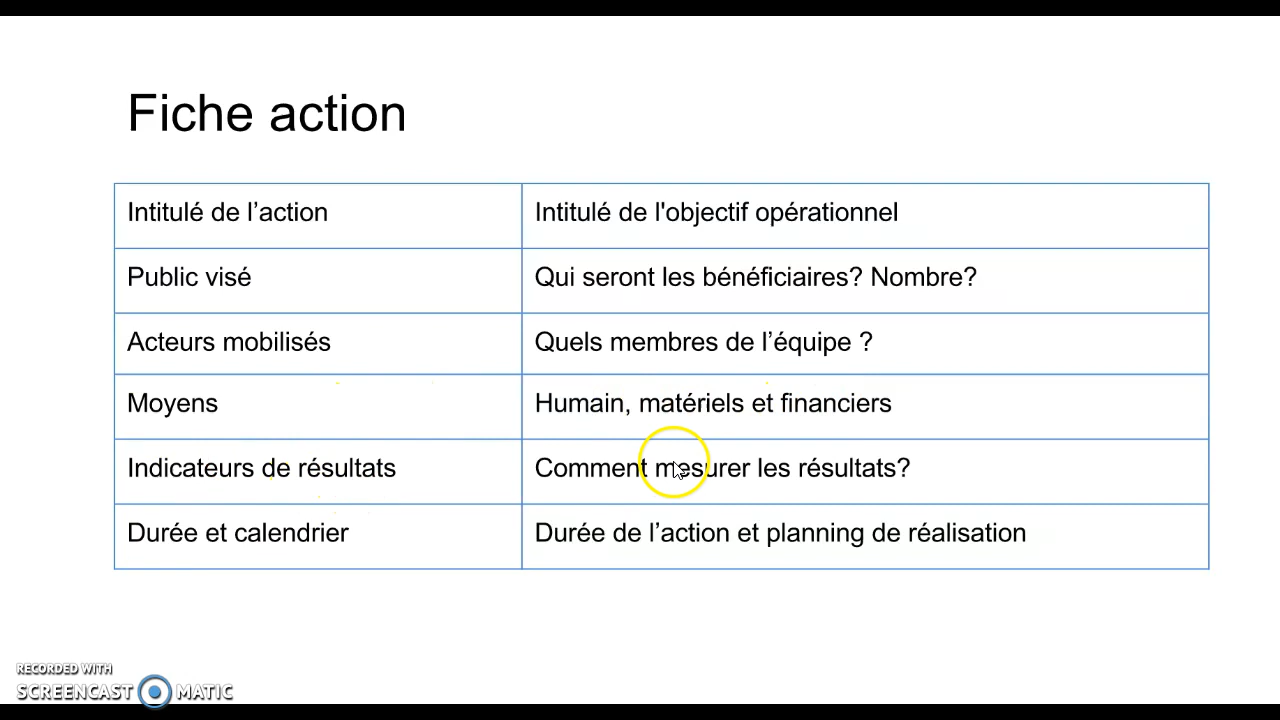 Fiche action
Intitulé de l’action
Intitulé de l'objectif opérationnel
Public visé
Qui seront les bénéficiaires? Nombre?
Acteurs mobilisés
Quels membres de l’équipe ?
Moyens
Humain, matériels et financiers
Indicateurs de résultats
Comment mesurer les résultats?
Durée et calendrier
Durée de l’action et planning de réalisation
RECORDED WITH
SCREENCAST MATIC